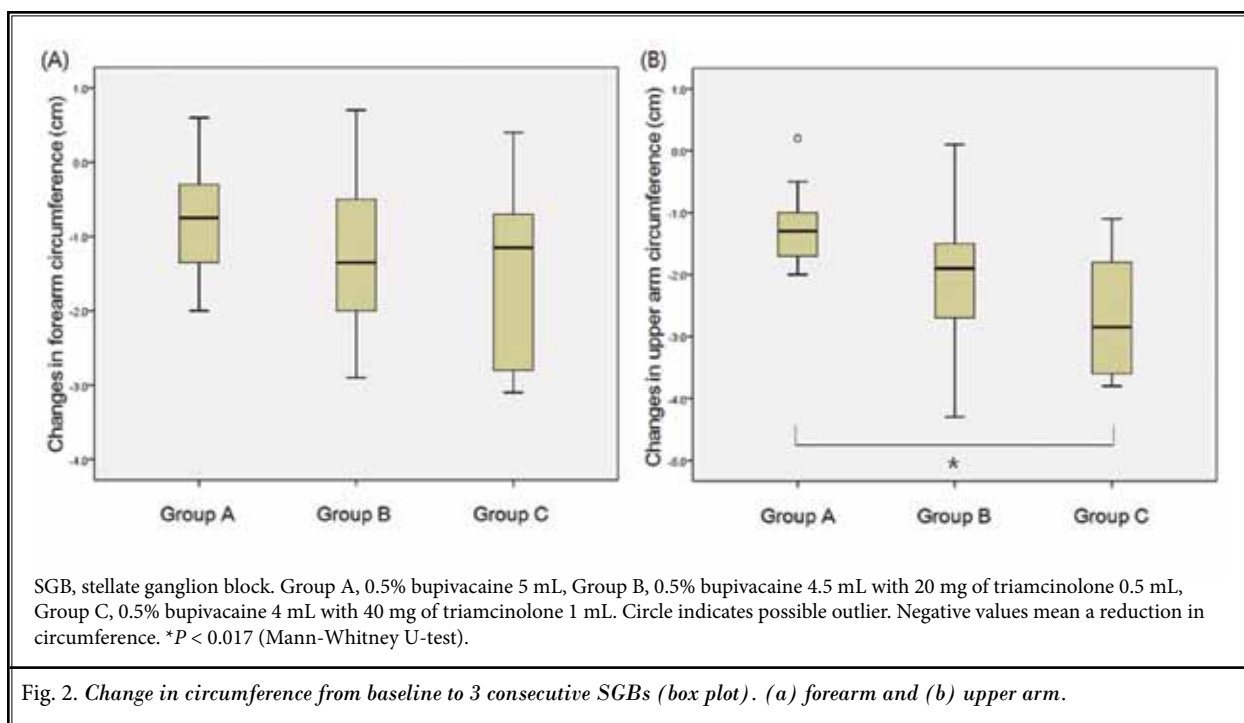 (A)
Changes in forearm circumference (cm)
1.0
0.0
-1.0
-2.0
-3.0
-4.0
Group A Group B Group C
(B)
Changes in upper arm circumference (cm)
1.0
0.0
-1.0
-2.0
-3.0
-4.0
-5.0
*
Group A Group B Group C
SGB, stellate ganglion block. Group A, 0.5% bupivacaine 5 mL, Group B, 0.5% bupivacaine 4.5 mL with 20 mg of triamcinolone 0.5 mL,
Group C, 0.5% bupivacaine 4 mL with 40 mg of triamcinolone 1 mL. Circle indicates possible outlier. Negative values mean a reduction in
circumference. *P < 0.017 (Mann-Whitney U-test).
Fig. 2. Change in circumference from baseline to 3 consecutive SGBs (box plot). (a) forearm and (b) upper arm.